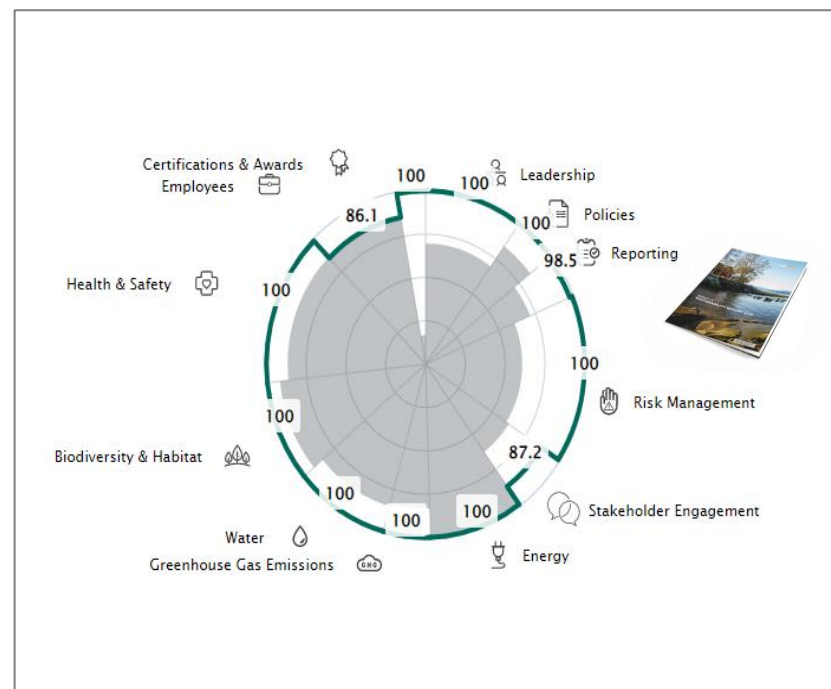 Certifications & Awards
Employees
Health & Safety
Biodiversity & Habitat
Water
Greenhouse Gas Emissions
GHG
Energy
Stakeholder Engagement
Risk Management
Reporting
Policies
Leadership
100
100
100
98.5
100
87.2
100
100
100
100
100
86.1